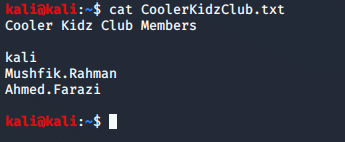 kali@kali:~$ cat CoolerKidzClub.txt
Cooler Kidz Club Members
kali
Mushfik.Rahman
Ahmed.Farazi
kali@kali:~$